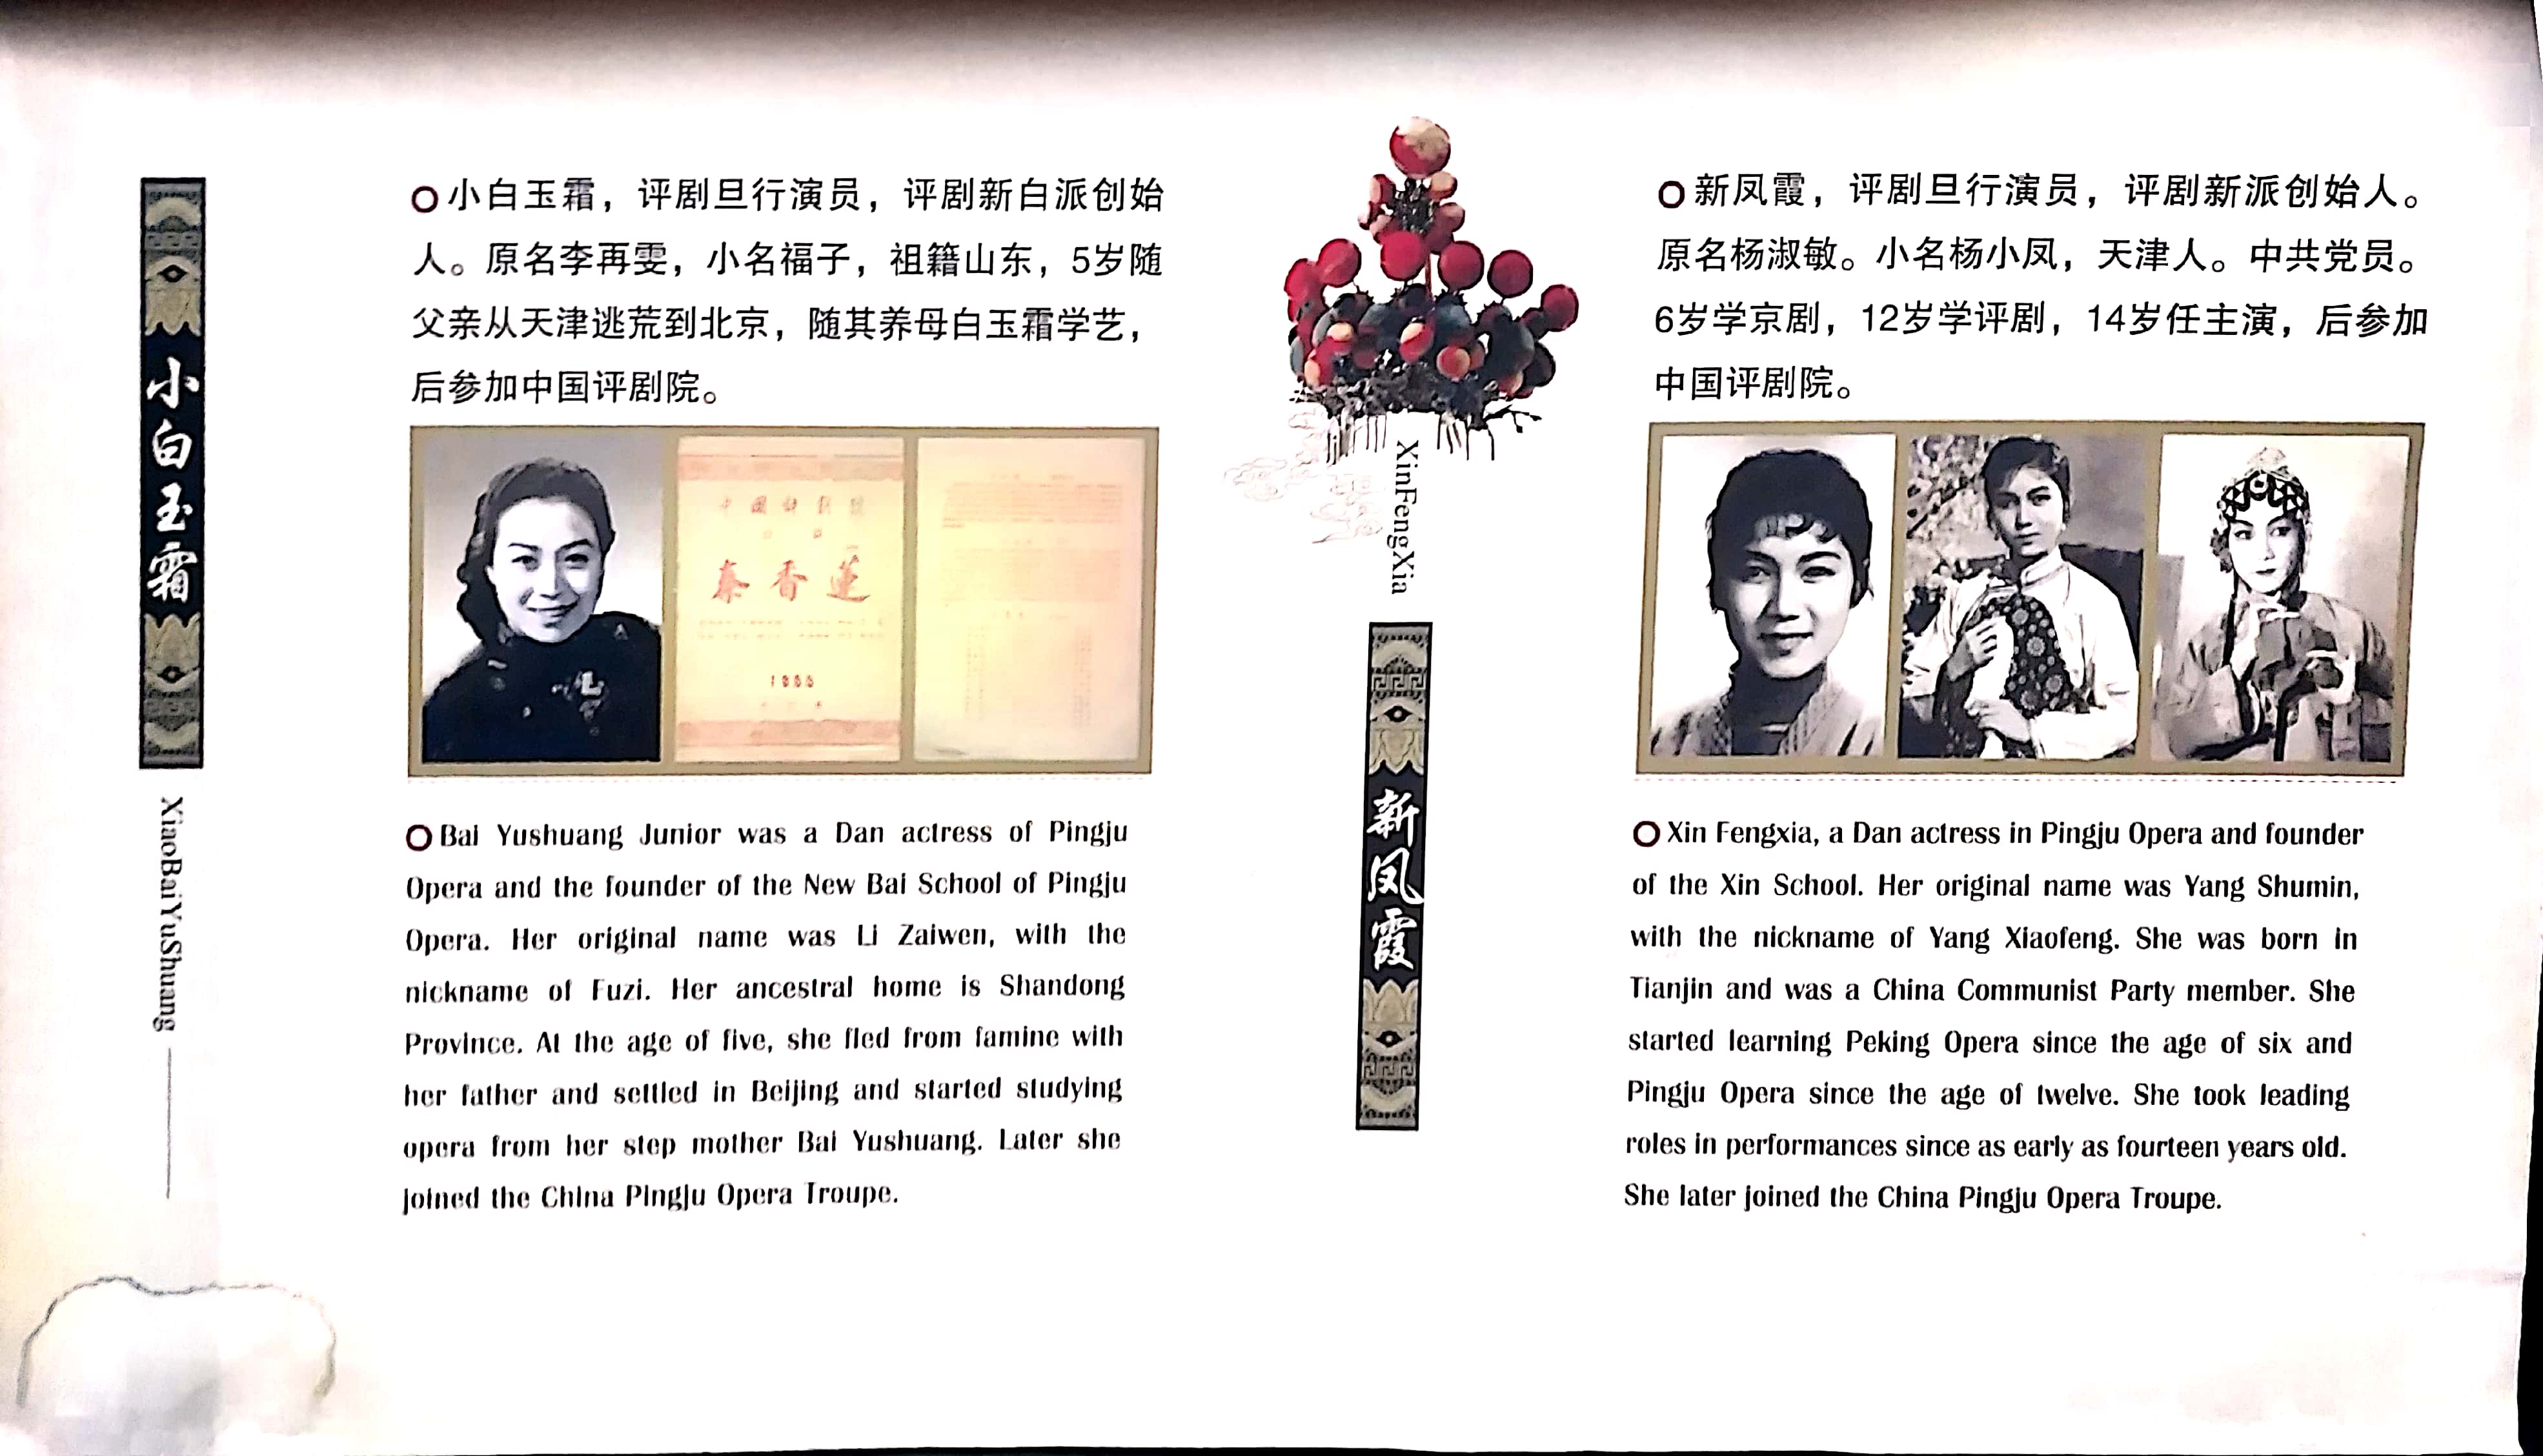 小白玉霜
XiaoBaiYuShuang
小白玉霜，评剧旦行演员，评剧新白派创始
人。原名李再雯，小名福子，祖籍山东，5岁随
父亲从天津逃荒到北京，随其养母白玉霜学艺，
后参加中国评剧院。
中國評劇院
秦香蓮
Bai Yushuang Junior was a Dan actress of Pingju
Opera and the founder of the New Bai School of Pingju
Opera. Her original name was Li Zaiwen, with the
nickname of Fuzi. Her ancestral home is Shandong
Province. At the age of five, she fled from famine with
her father and settled in Beijing and started studying
opera from her step mother Bai Yushuang. Later she
joined the China Pingju Opera Troupe.
XinFengXia
新凤霞
新凤霞，评剧旦行演员，评剧新派创始人。
原名杨淑敏。小名杨小凤，天津人。中共党员。
6岁学京剧，12岁学评剧，14岁任主演，后参加
中国评剧院。
Xin Fengxia, a Dan actress in Pingju Opera and founder
of the Xin School. Her original name was Yang Shumin,
with the nickname of Yang Xiaofeng. She was born in
Tianjin and was a China Communist Party member. She
started learning Peking Opera since the age of six and
Pingju Opera since the age of twelve. She took leading
roles in performances since as early as fourteen years old.
She later joined the China Pingju Opera Troupe.